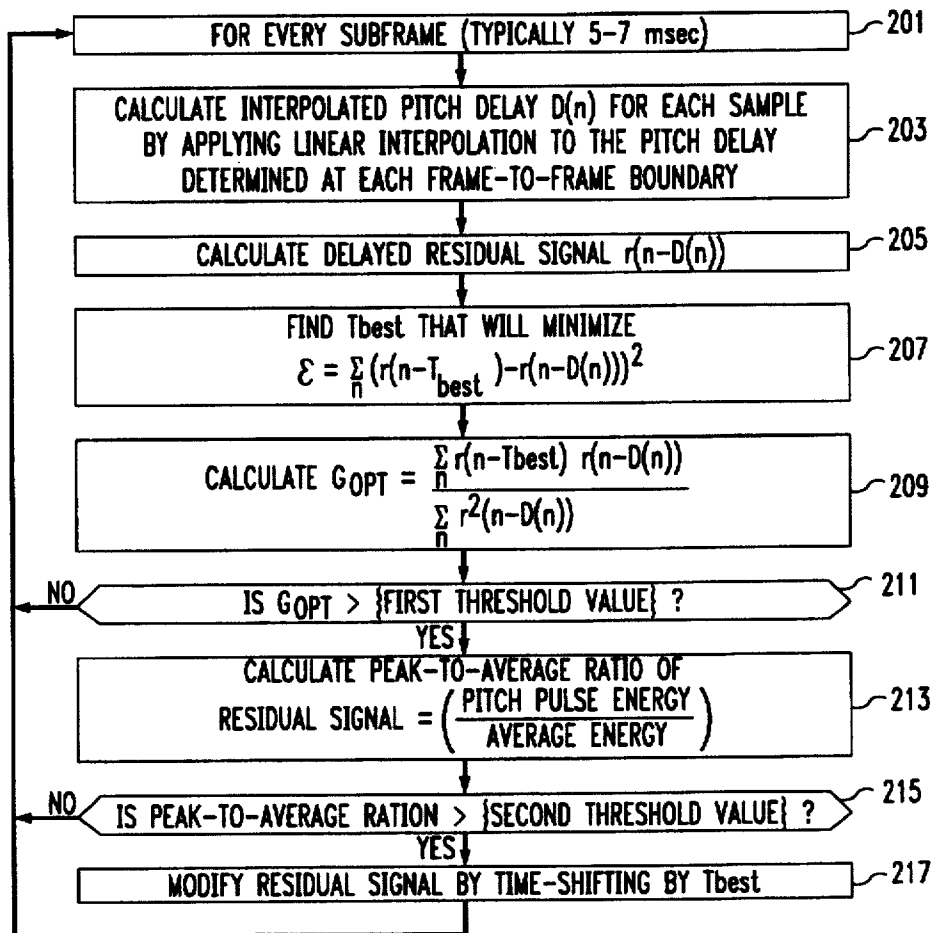 FOR EVERY SUBFRAME (TYPICALLY 5-7 msec)
201
CALCULATE INTERPOLATED PITCH DELAY D(n) FOR EACH SAMPLE
BY APPLYING LINEAR INTERPOLATION TO THE PITCH DELAY
DETERMINED AT EACH FRAME-TO-FRAME BOUNDARY
203
CALCULATE DELAYED RESIDUAL SIGNAL r(n-D(n))
205
FIND Tbest THAT WILL MINIMIZE
ℰ = Σn (r(n-Tbest)-r(n-D(n)))²
207
CALCULATE GOPT = Σn r(n-Tbest) r(n-D(n))
Σn r²(n-D(n))
209
NO
IS GOPT > {FIRST THRESHOLD VALUE} ?
211
YES
CALCULATE PEAK-TO-AVERAGE RATIO OF
RESIDUAL SIGNAL = (PITCH PULSE ENERGY
AVERAGE ENERGY)
213
NO
IS PEAK-TO-AVERAGE RATION > {SECOND THRESHOLD VALUE} ?
215
YES
MODIFY RESIDUAL SIGNAL BY TIME-SHIFTING BY Tbest
217